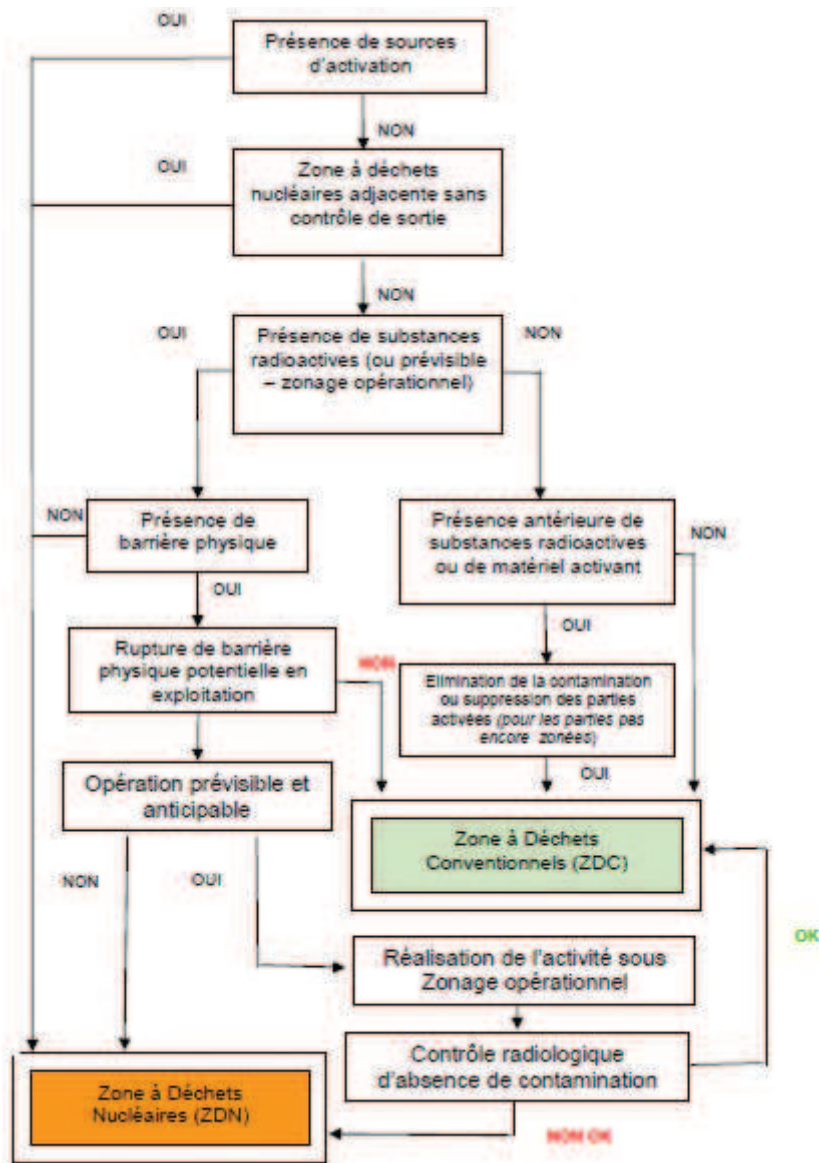 OUI
Présence de sources
d'activation
NON
OUI
Zone à déchets
nucléaires adjacente sans
contrôle de sortie
NON
OUI
Présence de substances
radioactives (ou prévisible
– zonage opérationnel)
NON
NON
Présence de
barrière physique
Présence antérieure de
substances radioactives
ou de matériel activant
NON
OUI
OUI
Rupture de barrière
physique potentielle en
exploitation
NON
Elimination de la contamination
ou suppression des parties
activées (pour les parties pas
encore zonées)
OUI
Opération prévisible et
anticipable
Zone à Déchets
Conventionnels (ZDC)
NON
OUI
OK
Réalisation de l'activité sous
Zonage opérationnel
Contrôle radiologique
d'absence de contamination
Zone à Déchets
Nucléaires (ZDN)
NON OK